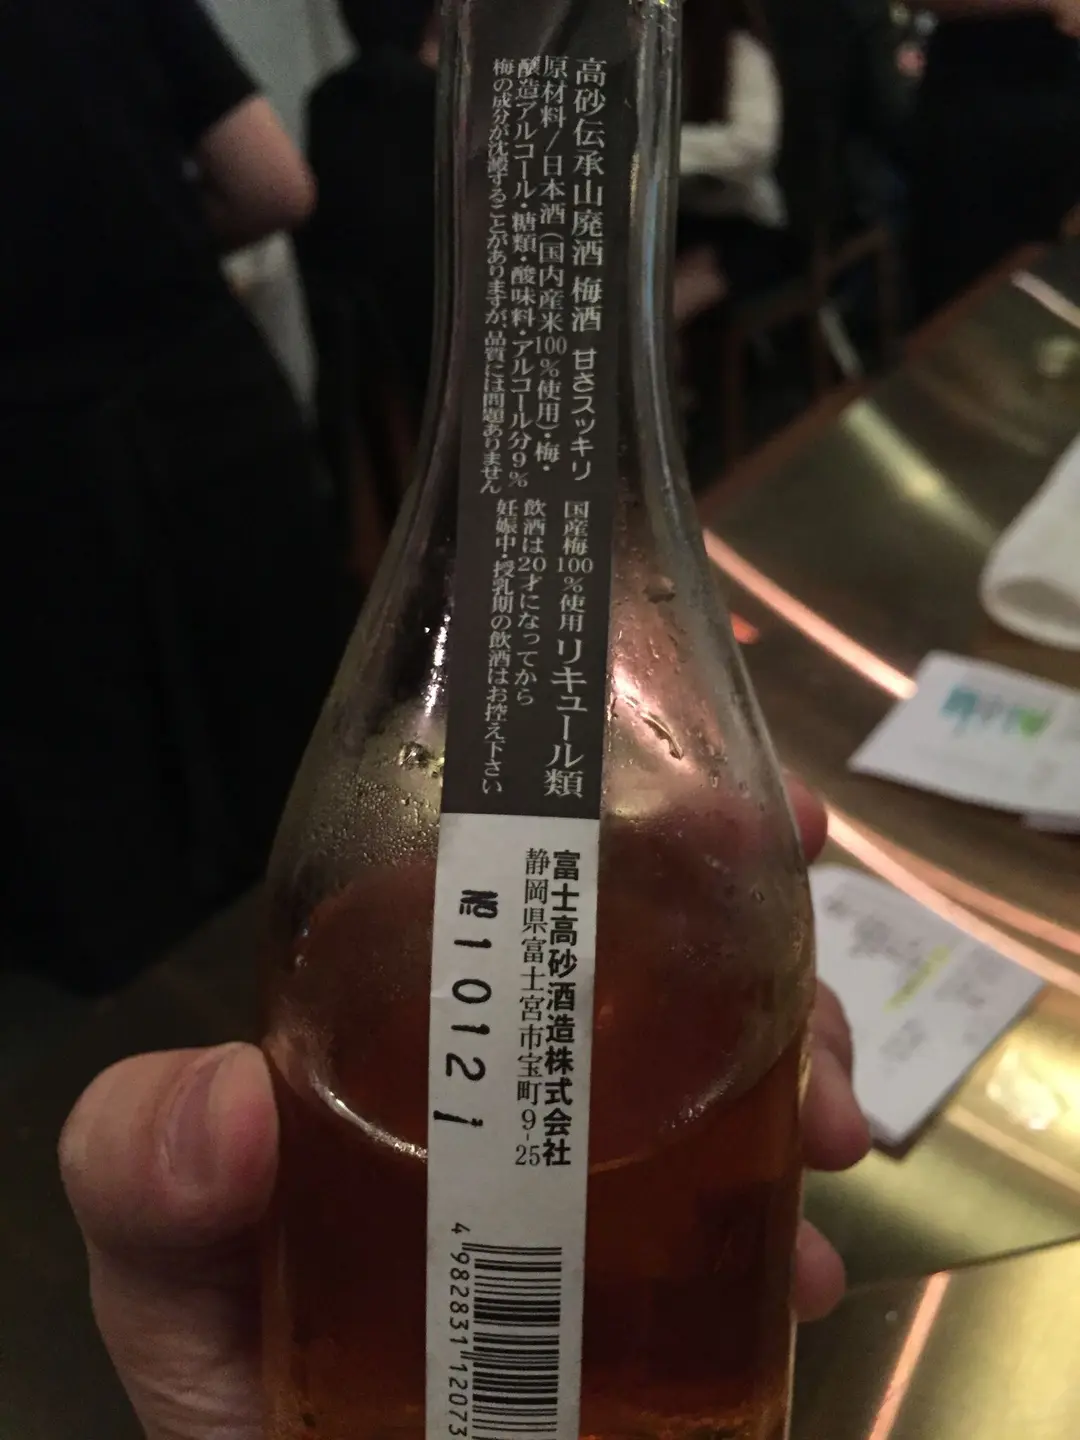 高砂伝承山廃酒 梅酒 甘さスッキリ
原材料/日本酒(国内産米100%使用)・梅・
醸造アルコール・糖類・酸味料・アルコール分9%
梅の成分が沈澱することがありますが、品質には問題ありません
国産梅100%使用 リキュール類
飲酒は20才になってから
妊娠中・授乳期の飲酒はお控え下さい
富士高砂酒造株式会社
静岡県富士宮市宝町9-25
№10121
4 982831 12073